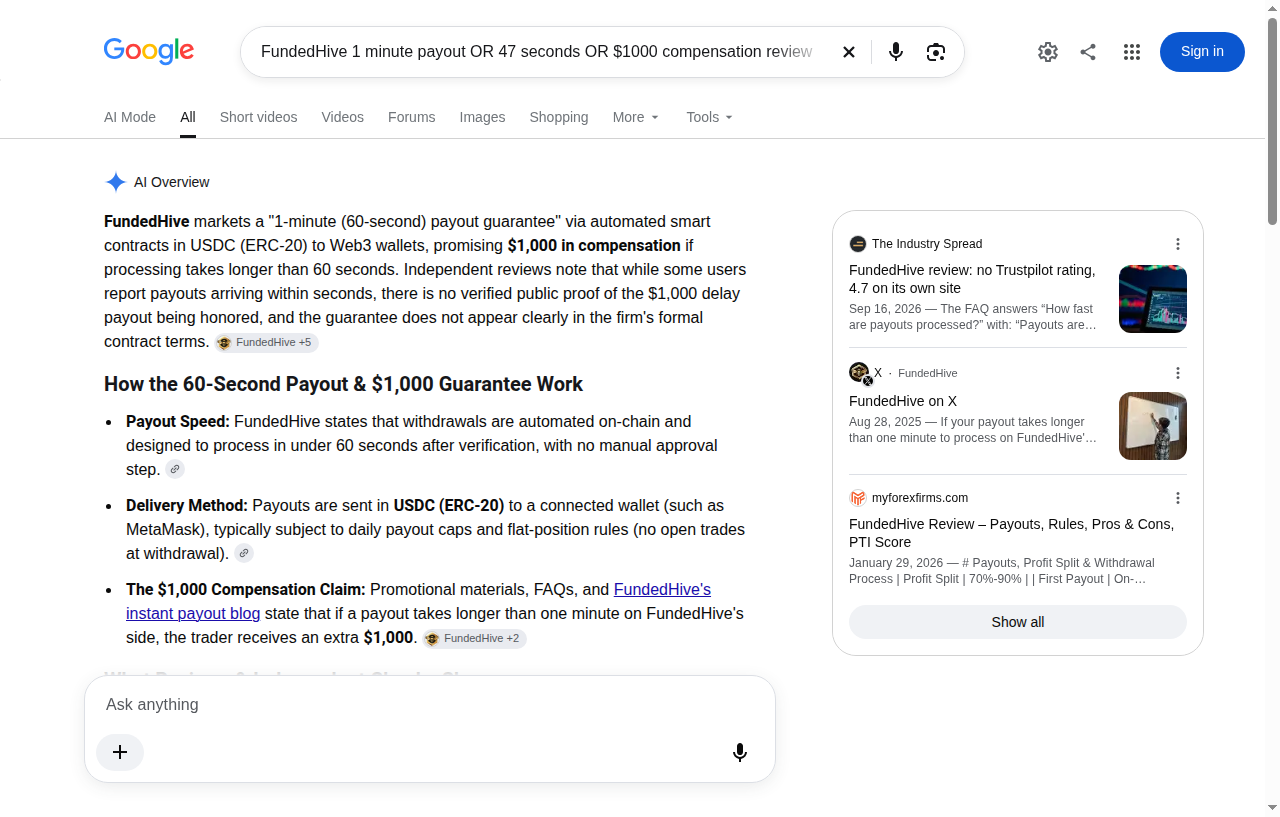 Google
FundedHive 1 minute payout OR 47 seconds OR $1000 compensation review
Sign in
AI Mode
All
Short videos
Videos
Forums
Images
Shopping
More
Tools
AI Overview
FundedHive markets a "1-minute (60-second) payout guarantee" via automated smart
contracts in USDC (ERC-20) to Web3 wallets, promising $1,000 in compensation if
processing takes longer than 60 seconds. Independent reviews note that while some users
report payouts arriving within seconds, there is no verified public proof of the $1,000 delay
payout being honored, and the guarantee does not appear clearly in the firm's formal
contract terms. FundedHive +5
How the 60-Second Payout & $1,000 Guarantee Work
• Payout Speed: FundedHive states that withdrawals are automated on-chain and
designed to process in under 60 seconds after verification, with no manual approval
step.
• Delivery Method: Payouts are sent in USDC (ERC-20) to a connected wallet (such as
MetaMask), typically subject to daily payout caps and flat-position rules (no open trades
at withdrawal).
• The $1,000 Compensation Claim: Promotional materials, FAQs, and FundedHive's
instant payout blog state that if a payout takes longer than one minute on FundedHive's
side, the trader receives an extra $1,000. FundedHive +2
Ask anything
The Industry Spread
FundedHive review: no Trustpilot rating,
4.7 on its own site
Sep 16, 2026 — The FAQ answers “How fast
are payouts processed?” with: “Payouts are…
X · FundedHive
FundedHive on X
Aug 28, 2025 — If your payout takes longer
than one minute to process on FundedHive'…
myforexfirms.com
FundedHive Review – Payouts, Rules, Pros & Cons,
PTI Score
January 29, 2026 — # Payouts, Profit Split & Withdrawal
Process | Profit Split | 70%-90% | | First Payout | On-…
Show all